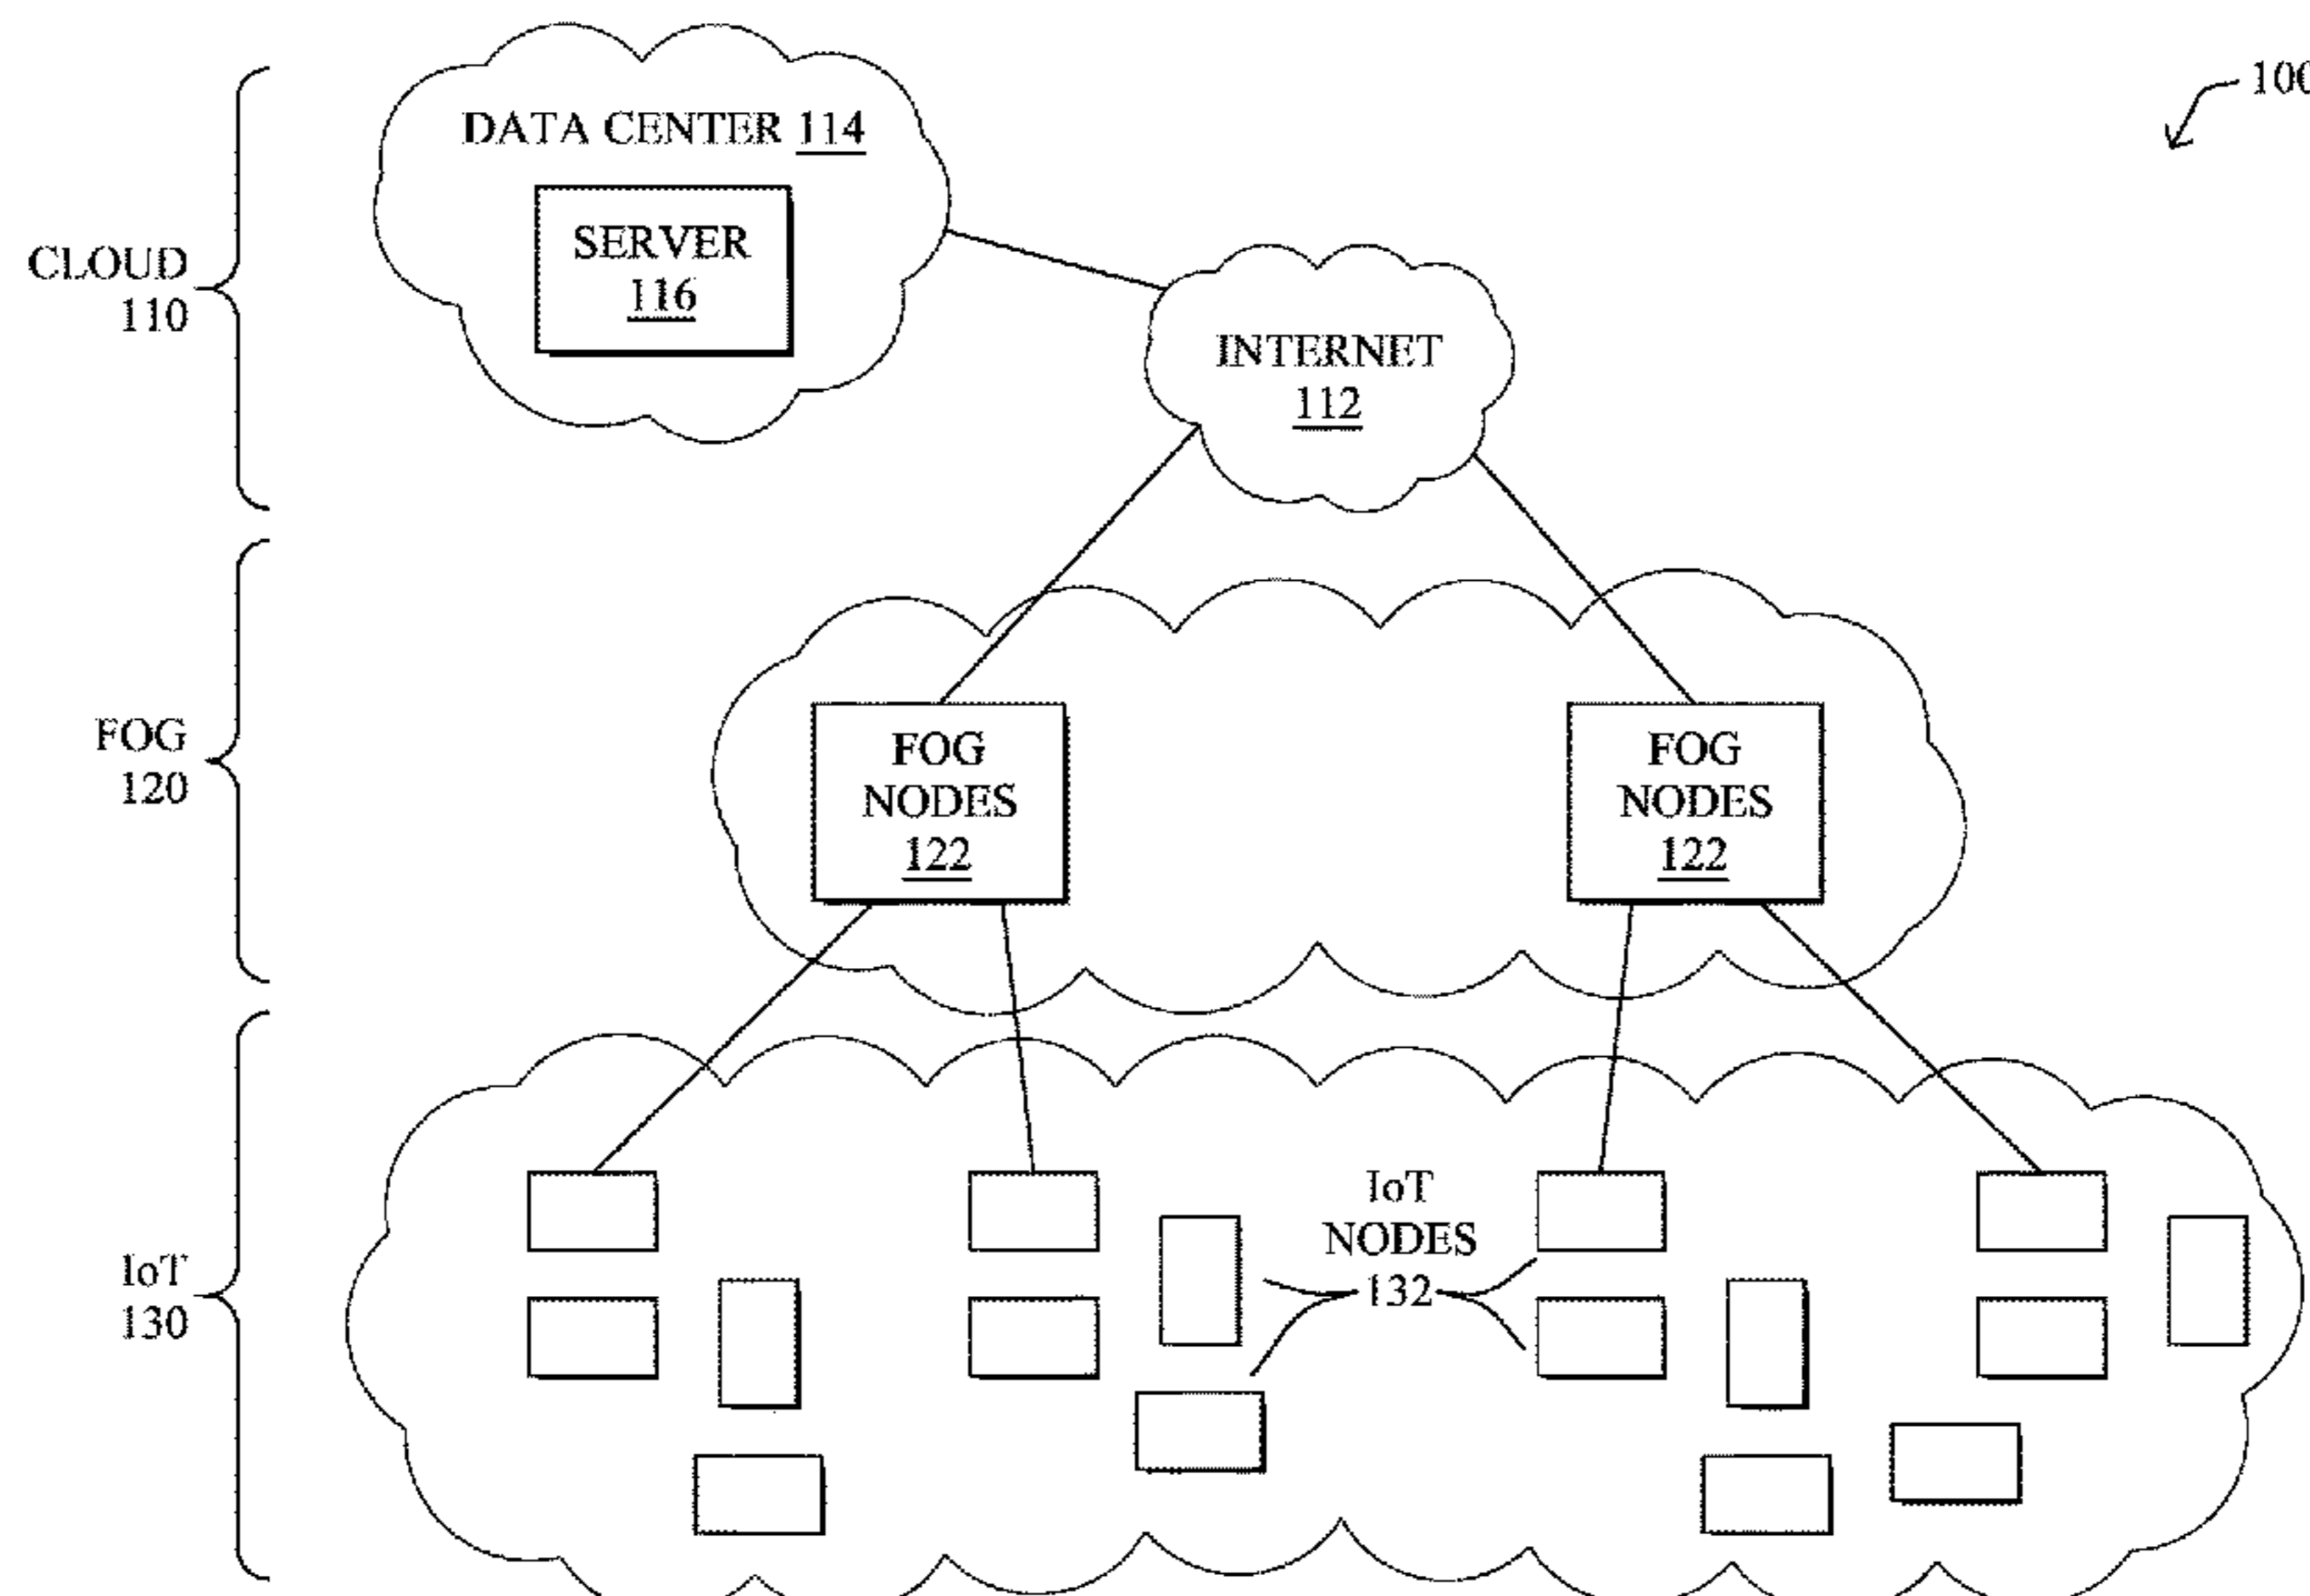 100
DATA CENTER 114
SERVER
116
CLOUD
110
INTERNET
112
FOG
120
FOG
NODES
122
FOG
NODES
122
IoT
130
IoT
NODES
132